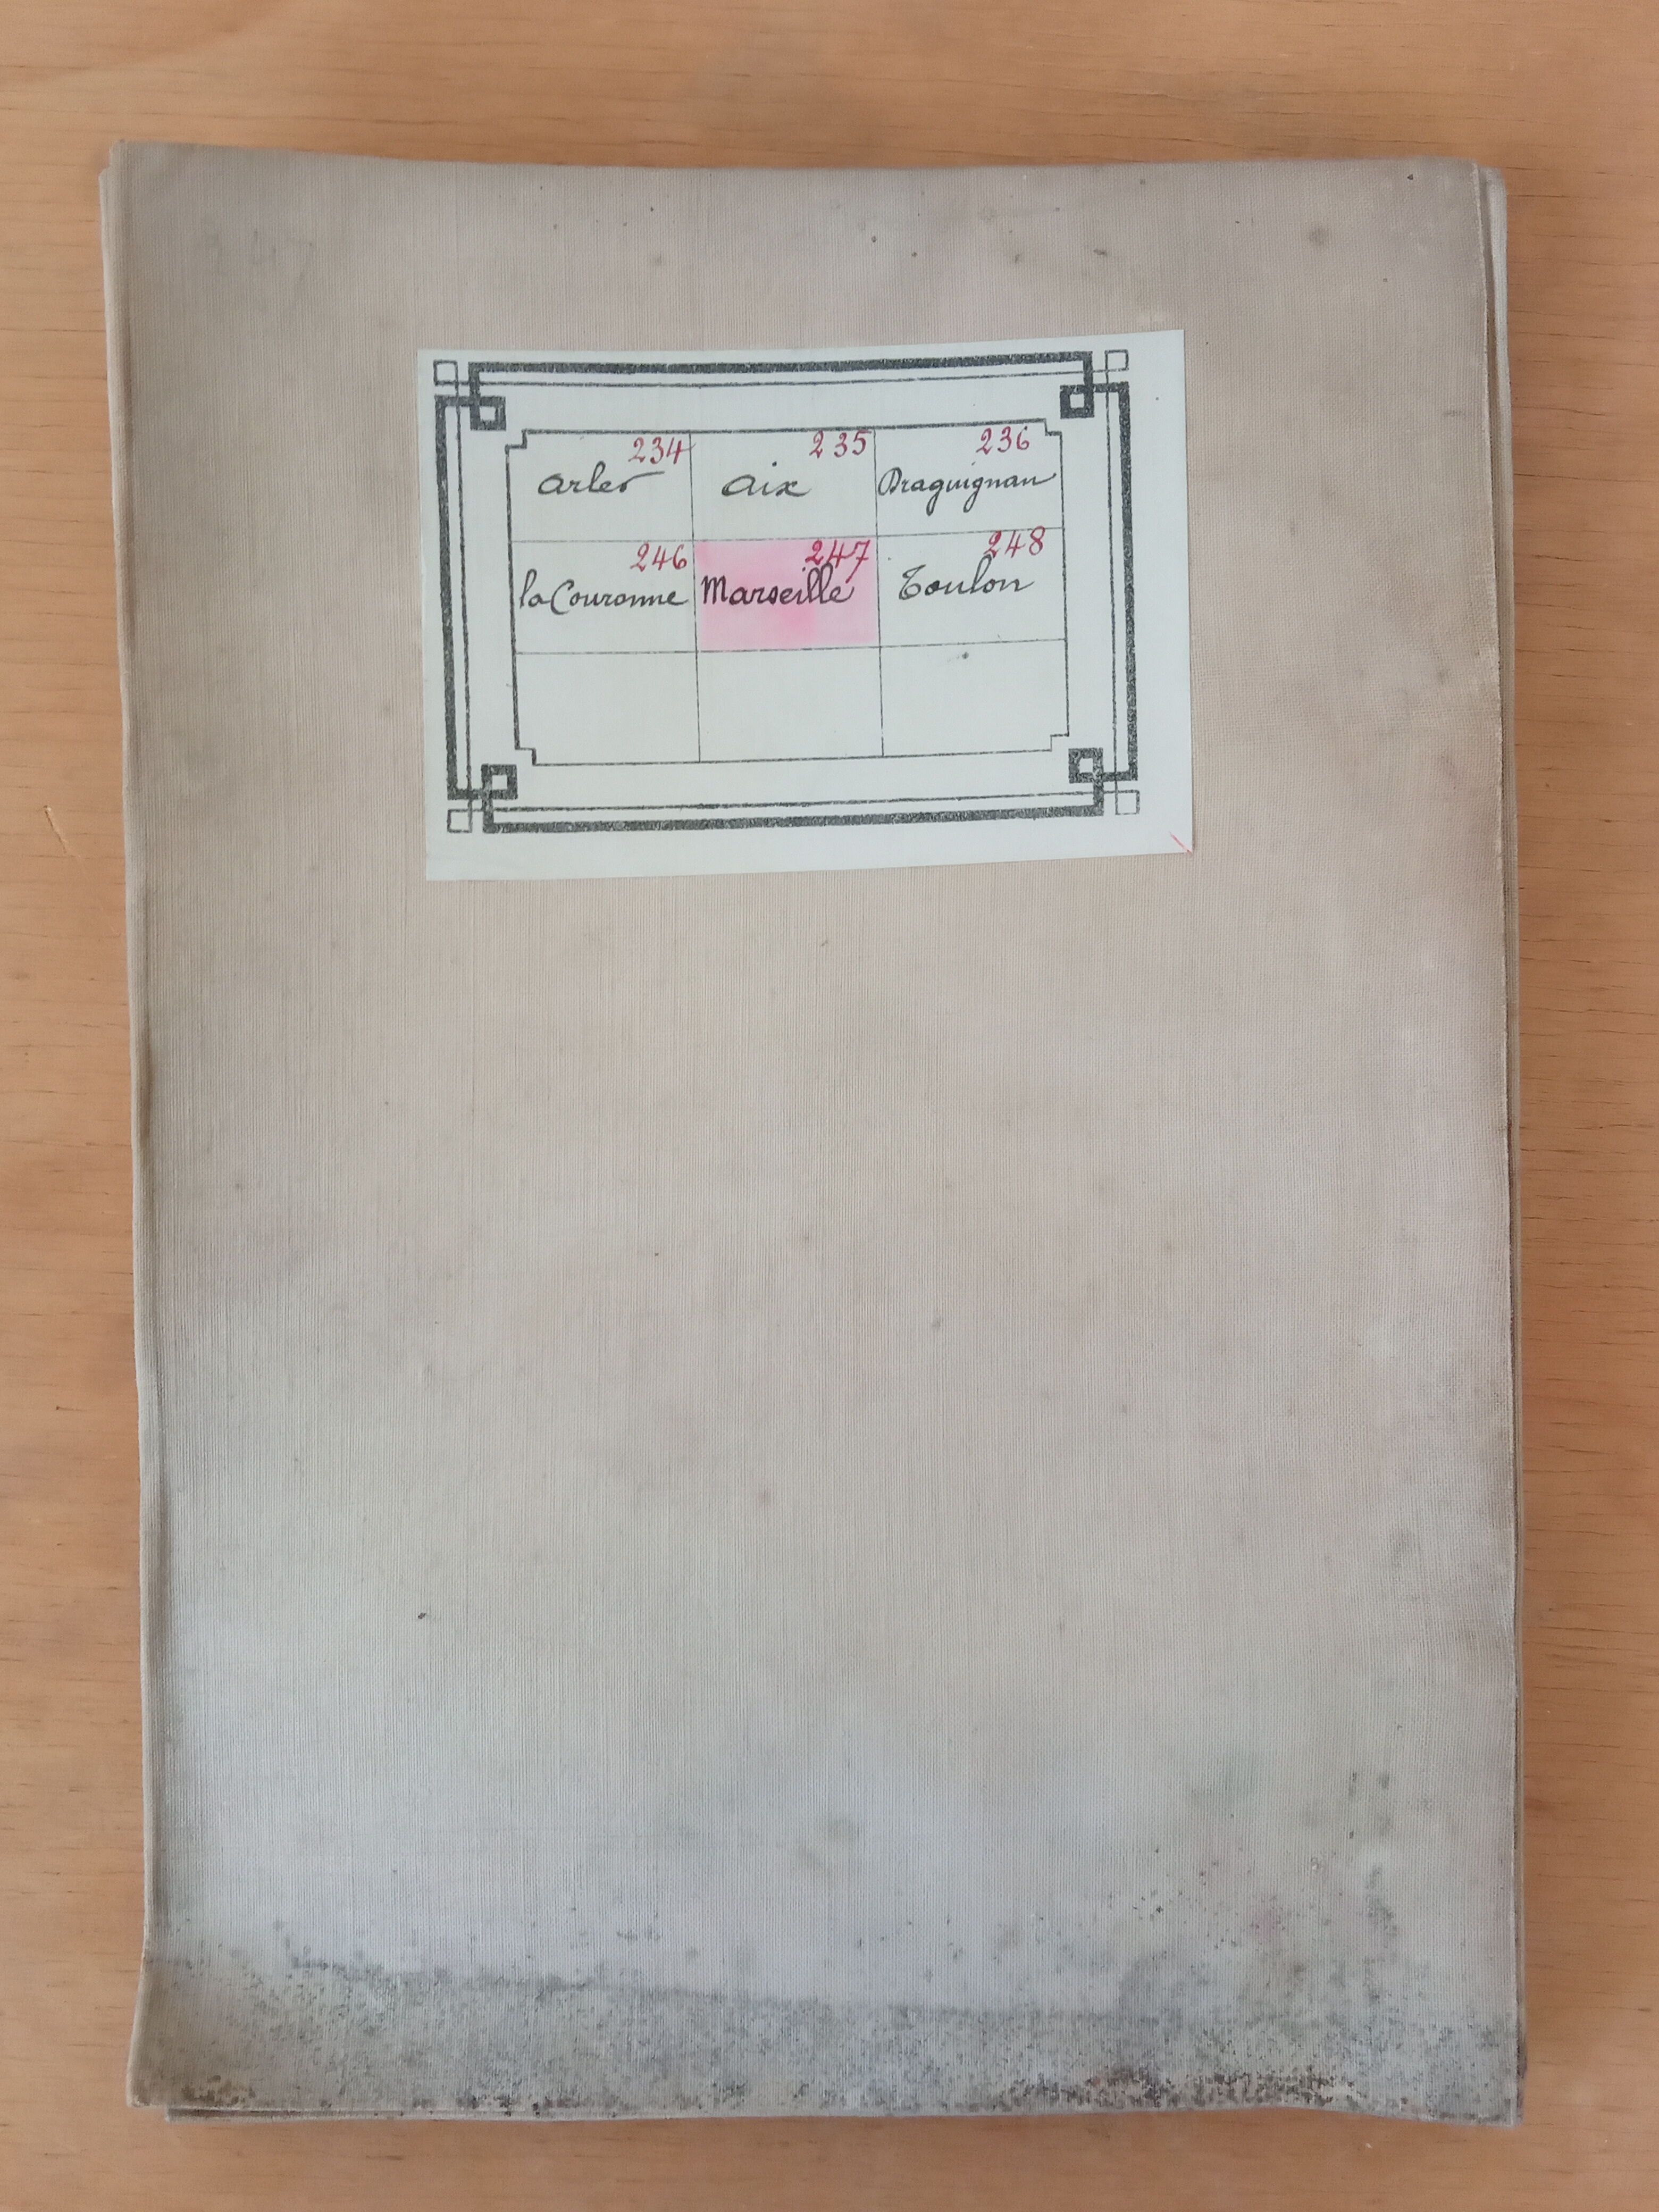 234 235 236
Arles Aix Draguignan
246 247 248
la Couronne Marseille Toulon